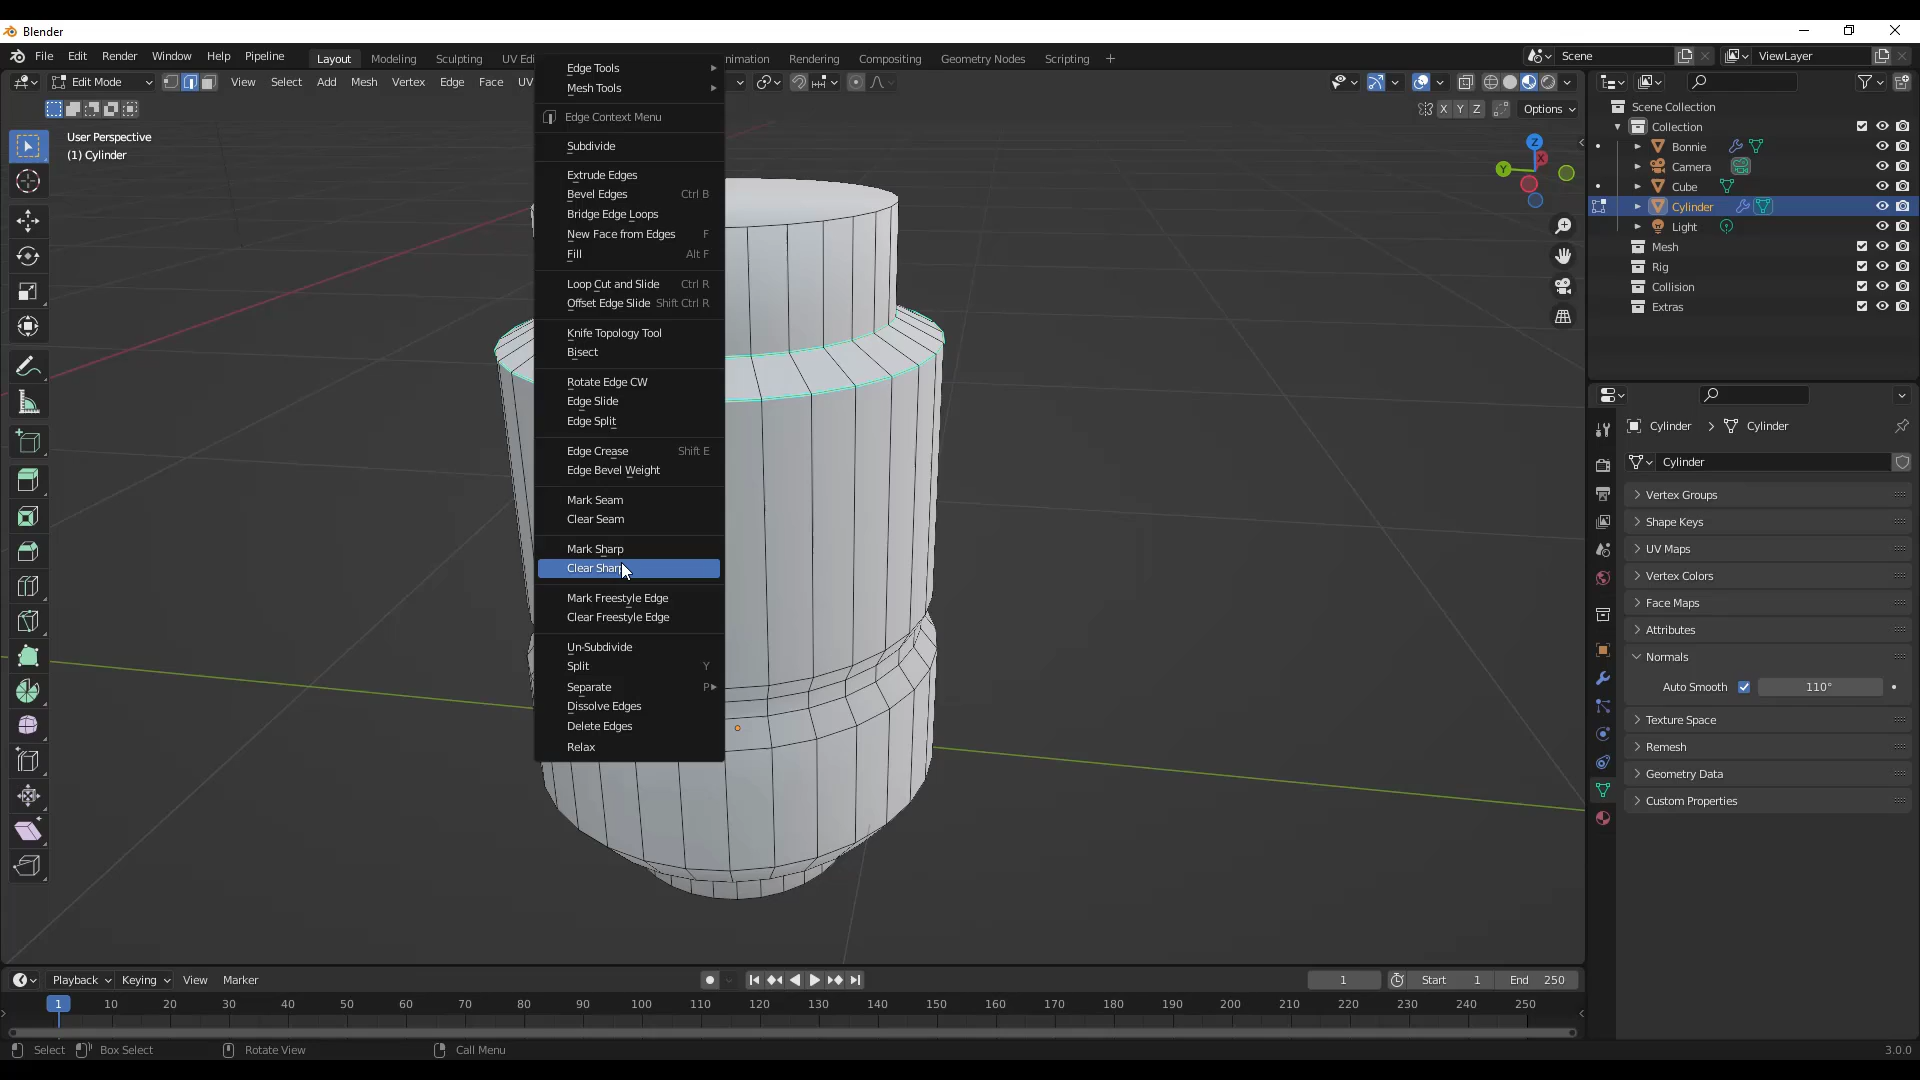 Blender
File Edit Render Window Help Pipeline Layout Modeling Sculpting UV Edi nimation Rendering Compositing Geometry Nodes Scripting + Scene ViewLayer
Edit Mode View Select Add Mesh Vertex Edge Face UV
X Y Z Options
User Perspective
(1) Cylinder
Edge Tools
Mesh Tools
Edge Context Menu
Subdivide
Extrude Edges
Bevel Edges Ctrl B
Bridge Edge Loops
New Face from Edges F
Fill Alt F
Loop Cut and Slide Ctrl R
Offset Edge Slide Shift Ctrl R
Knife Topology Tool
Bisect
Rotate Edge CW
Edge Slide
Edge Split
Edge Crease Shift E
Edge Bevel Weight
Mark Seam
Clear Seam
Mark Sharp
Clear Sharp
Mark Freestyle Edge
Clear Freestyle Edge
Un-Subdivide
Split Y
Separate P
Dissolve Edges
Delete Edges
Relax
Z
X
Y
Scene Collection
Collection
Bonnie
Camera
Cube
Cylinder
Light
Mesh
Rig
Collision
Extras
Cylinder > Cylinder
Cylinder
Vertex Groups
Shape Keys
UV Maps
Vertex Colors
Face Maps
Attributes
Normals
Auto Smooth 110°
Texture Space
Remesh
Geometry Data
Custom Properties
Playback Keying View Marker 1 Start 1 End 250
1 10 20 30 40 50 60 70 80 90 100 110 120 130 140 150 160 170 180 190 200 210 220 230 240 250
Select Box Select Rotate View Call Menu 3.0.0